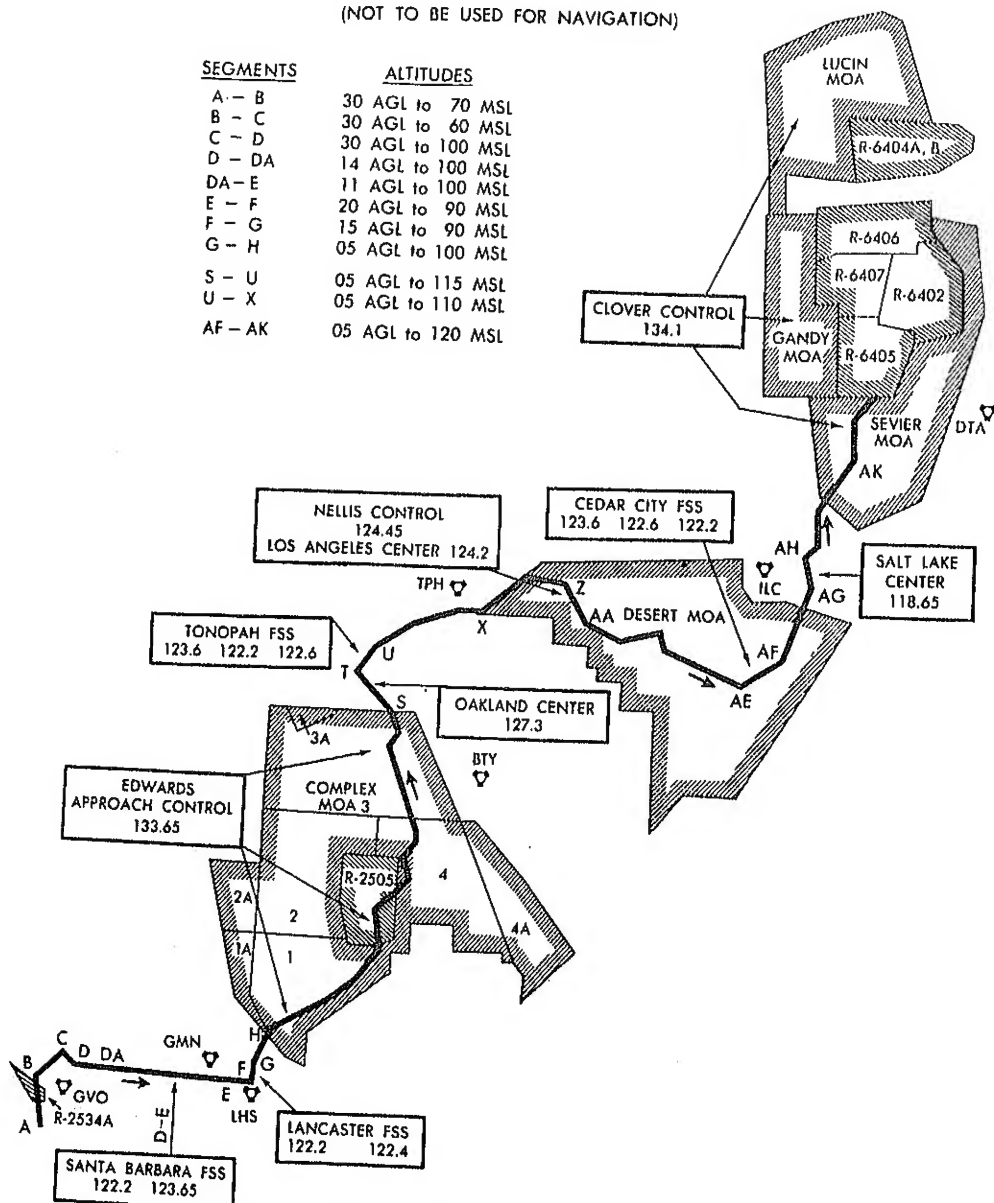 (NOT TO BE USED FOR NAVIGATION)
SEGMENTS ALTITUDES
A - B 30 AGL to 70 MSL
B - C 30 AGL to 60 MSL
C - D 30 AGL to 100 MSL
D - DA 14 AGL to 100 MSL
DA - E 11 AGL to 100 MSL
E - F 20 AGL to 90 MSL
F - G 15 AGL to 90 MSL
G - H 05 AGL to 100 MSL
S - U 05 AGL to 115 MSL
U - X 05 AGL to 110 MSL
AF - AK 05 AGL to 120 MSL
LUCIN
MOA
R-6404A, B
R-6406
R-6407
R-6402
CLOVER CONTROL
134.1
GANDY
MOA
R-6405
SEVIER
MOA
DTA
AK
NELLIS CONTROL
124.45
LOS ANGELES CENTER 124.2
CEDAR CITY FSS
123.6 122.6 122.2
AH
SALT LAKE
CENTER
118.65
TPH
ILC
Z
AG
AA
DESERT MOA
X
TONOPAH FSS
123.6 122.2 122.6
U
T
AF
AE
S
OAKLAND CENTER
127.3
3A
BTY
EDWARDS
APPROACH CONTROL
133.65
COMPLEX
MOA 3
R-2505
4
2A
2
4A
1A
1
H
C
D DA
GMN
F
G
B
GVO
E
LHS
A
R-2534A
D-E
LANCASTER FSS
122.2 122.4
SANTA BARBARA FSS
122.2 123.65